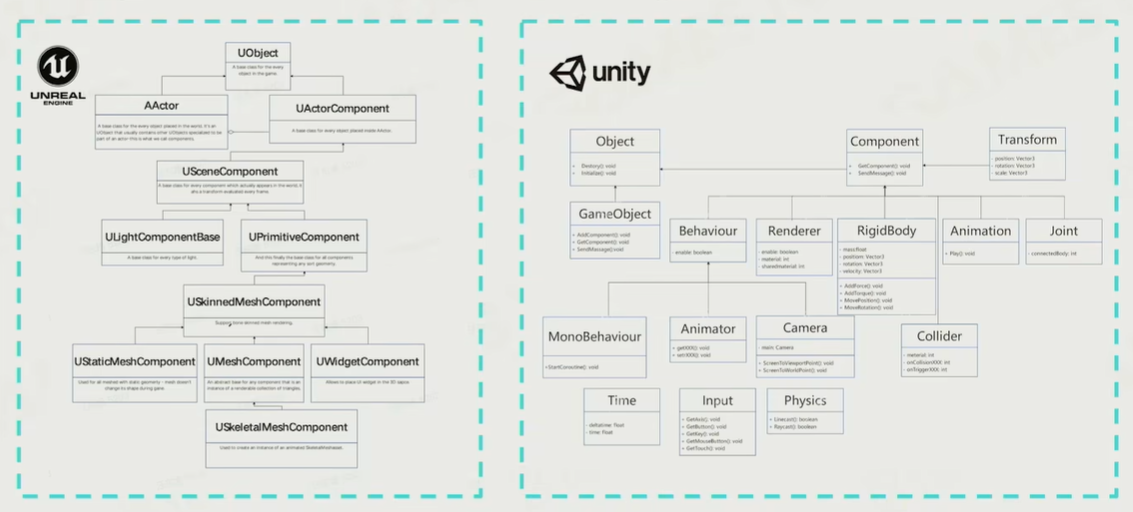 UNREAL
ENGINE
UObject
A base class for the every
object in the game.
AActor
A base class for the every object placed in the world. It's an
UObject that usually contains other UObjects specialized to be
part of an actor-this is what we call components.
UActorComponent
A base class for every object placed inside AActor.
USceneComponent
A base class for every component which actually appears in the world, it
ULightComponentBase
A base class for every type of light.
UPrimitiveComponent
And this finally the base class for all components
representing any sort geometry.
USkinnedMeshComponent
Support bone skinned mesh rendering.
UStaticMeshComponent
Used for all meshed with static geometry - mesh doesn't
change to shape during game.
UMeshComponent
An abstract base for any component that is an
instance of a renderable collection of triangles.
UWidgetComponent
Allows to place UI widget in the 3D space.
USkeletalMeshComponent
Used to create an instance of an animated SkeletalMesh
unity
Object
+ Destory(): void
+ Initialize(): void
Component
+ GetComponent(): void
+ SendMessage(): void
Transform
- position: Vector3
- rotation: Vector3
- scale: Vector3
GameObject
+ AddComponent(): void
+ GetComponent(): void
+ SendMessage():void
Behaviour
- enable: boolean
Renderer
- enable: boolean
- material: int
- sharedmaterial: int
RigidBody
- mass:float
- position: Vector3
- rotation: Vector3
- velocity: Vector3
+ AddForce(): void
+ AddTorque(): void
+ MovePosition(): void
+ MoveRotation(): void
Animation
+ Play(): void
Joint
- connectedBody: int
MonoBehaviour
+StartCoroutine(): void
Animator
+ getXXX(): void
+ setXXX(): void
Camera
- main: Camera
+ ScreenToViewportPoint(): void
+ ScreenToWorldPoint(): void
Collider
- material: int
- onCollisionXXX: int
- onTriggerXXX: int
Time
- deltatime: float
- time: float
Input
+ GetAxis(): void
+ GetButton(): void
+ GetKey(): void
+ GetMouseButton(): void
+ GetTouch(): void
Physics
+ Linecast(): boolean
+ Raycast(): boolean